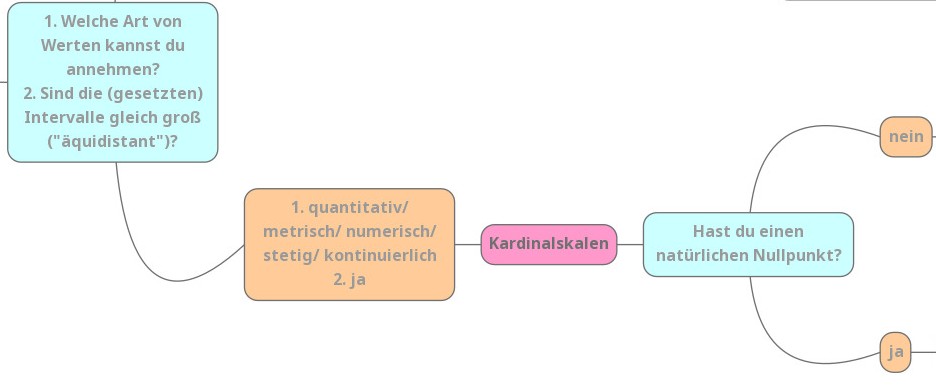 1. Welche Art von
Werten kannst du
annehmen?
2. Sind die (gesetzten)
Intervalle gleich groß
("äquidistant")?
1. quantitativ/
metrisch/ numerisch/
stetig/ kontinuierlich
2. ja
Kardinalskalen
Hast du einen
natürlichen Nullpunkt?
nein
ja